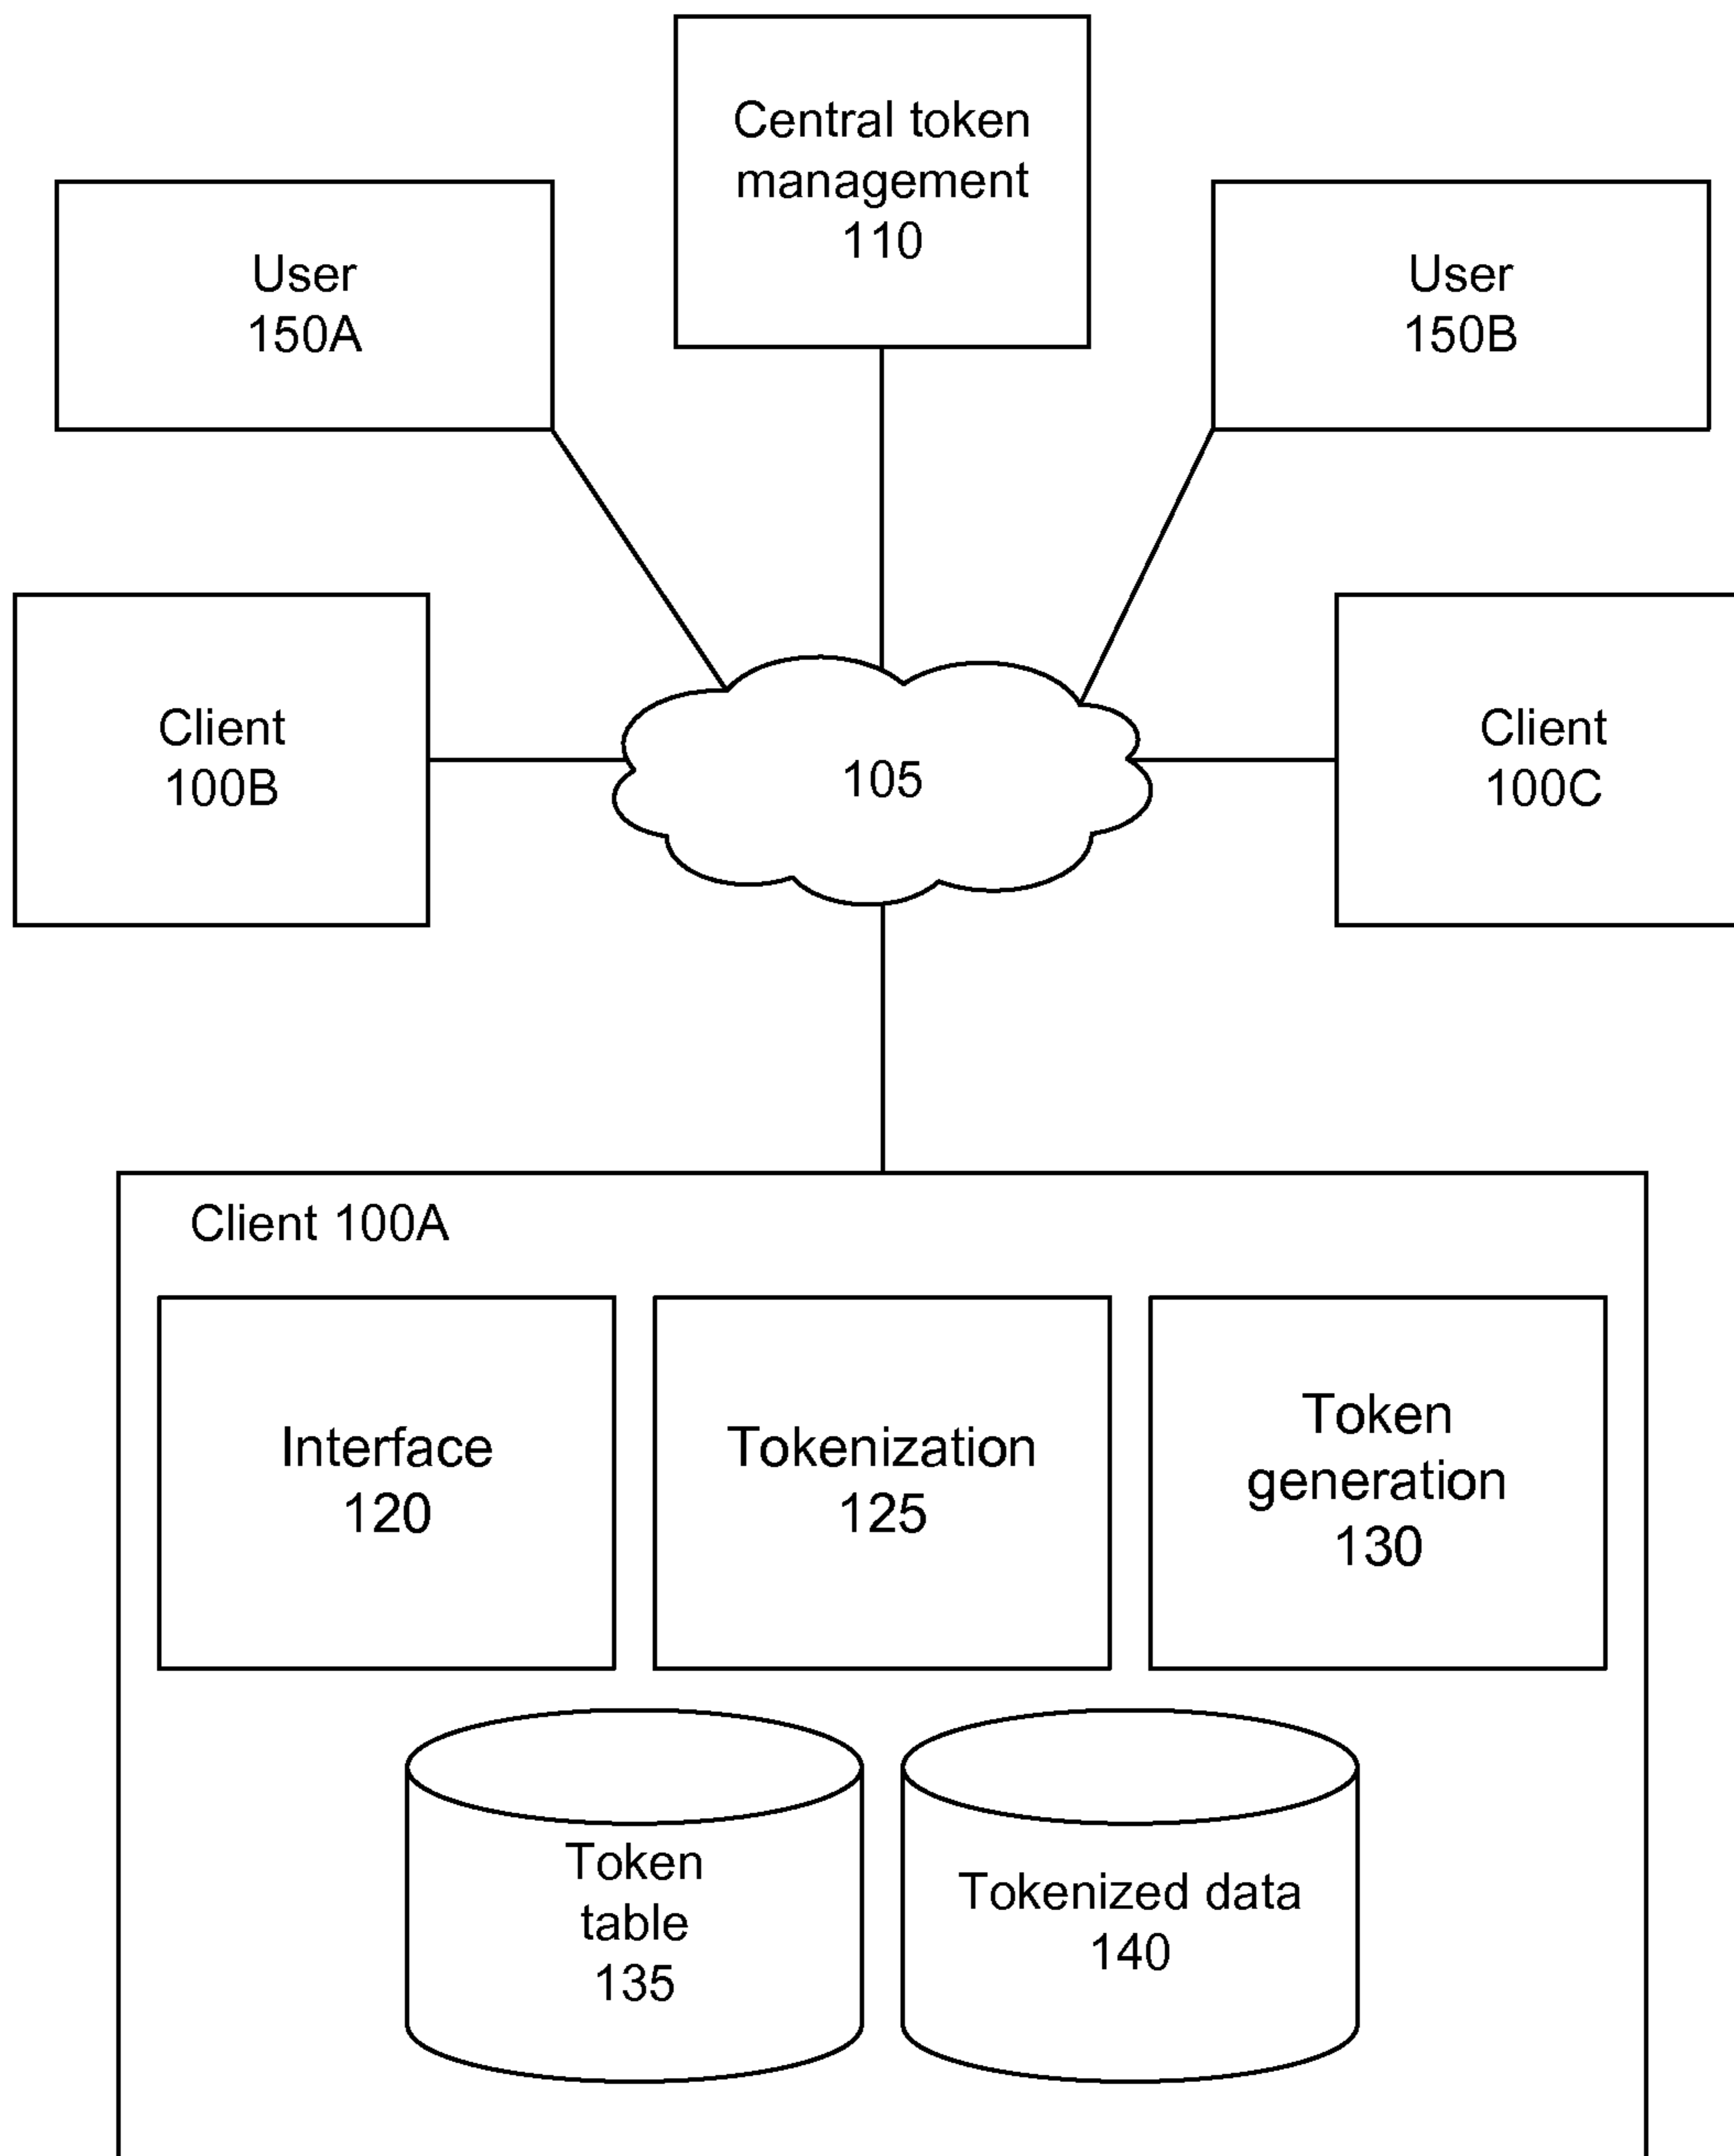 Central token
management
110
User
150A
User
150B
Client
100B
105
Client
100C
Client 100A
Interface
120
Tokenization
125
Token
generation
130
Token
table
135
Tokenized data
140